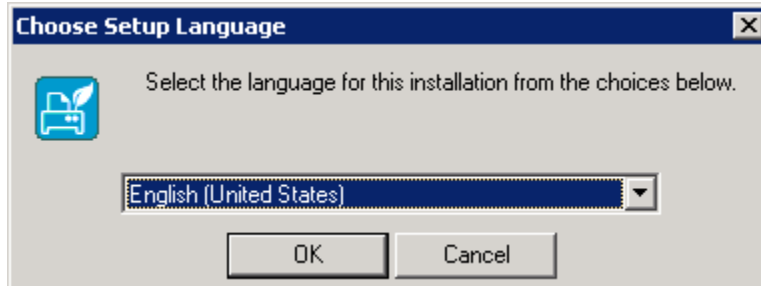 Choose Setup Language
Select the language for this installation from the choices below.
English (United States)
OK
Cancel